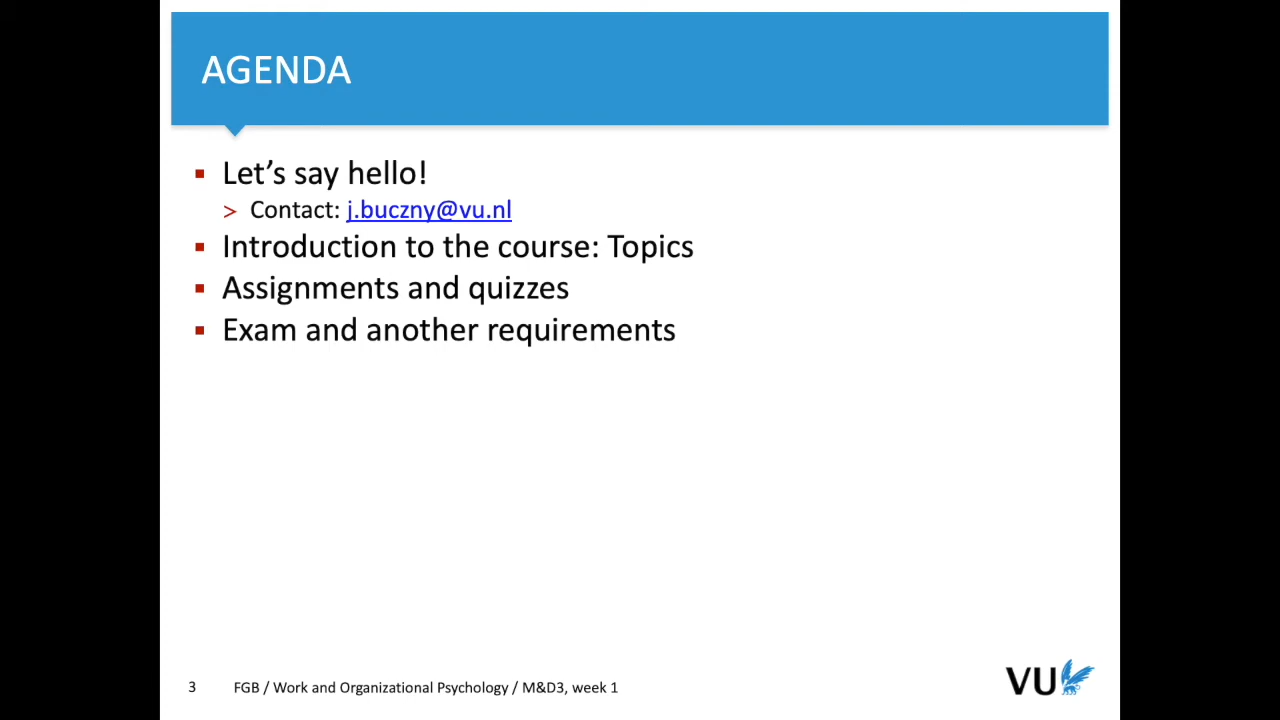 AGENDA
Let’s say hello!
Contact: j.buczny@vu.nl
Introduction to the course: Topics
Assignments and quizzes
Exam and another requirements
3 FGB / Work and Organizational Psychology / M&D3, week 1
VU